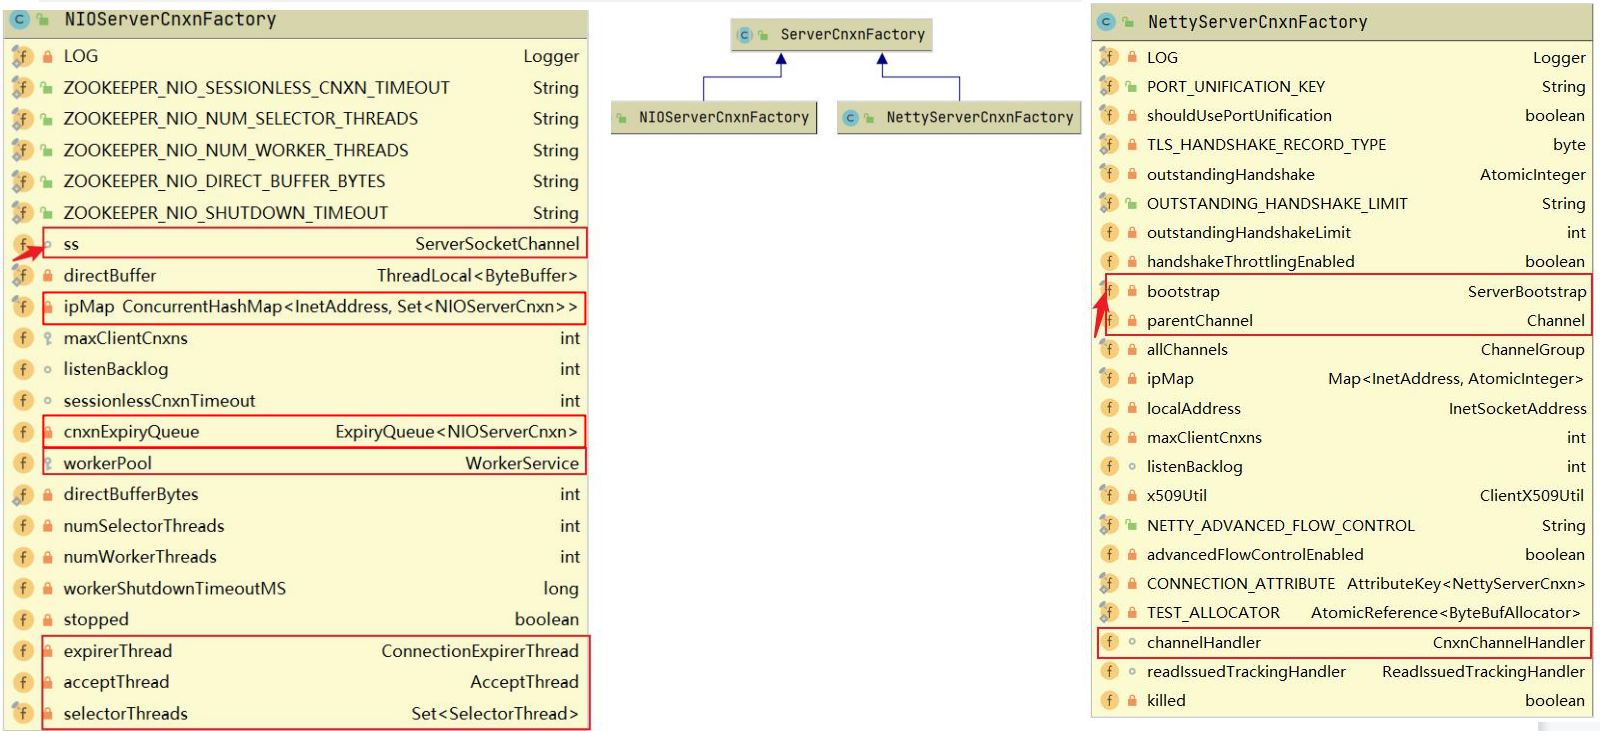 NIOServerCnxnFactory
LOG Logger
ZOOKEEPER_NIO_SESSIONLESS_CNXN_TIMEOUT String
ZOOKEEPER_NIO_NUM_SELECTOR_THREADS String
ZOOKEEPER_NIO_NUM_WORKER_THREADS String
ZOOKEEPER_NIO_DIRECT_BUFFER_BYTES String
ZOOKEEPER_NIO_SHUTDOWN_TIMEOUT String
ss ServerSocketChannel
directBuffer ThreadLocal<ByteBuffer>
ipMap ConcurrentHashMap<InetAddress, Set<NIOServerCnxn>>
maxClientCnxns int
listenBacklog int
sessionlessCnxnTimeout int
cnxnExpiryQueue ExpiryQueue<NIOServerCnxn>
workerPool WorkerService
directBufferBytes int
numSelectorThreads int
numWorkerThreads int
workerShutdownTimeoutMS long
stopped boolean
expirerThread ConnectionExpirerThread
acceptThread AcceptThread
selectorThreads Set<SelectorThread>
ServerCnxnFactory
NIOServerCnxnFactory
NettyServerCnxnFactory
NettyServerCnxnFactory
LOG Logger
PORT_UNIFICATION_KEY String
shouldUsePortUnification boolean
TLS_HANDSHAKE_RECORD_TYPE byte
outstandingHandshake AtomicInteger
OUTSTANDING_HANDSHAKE_LIMIT String
outstandingHandshakeLimit int
handshakeThrottlingEnabled boolean
bootstrap ServerBootstrap
parentChannel Channel
allChannels ChannelGroup
ipMap Map<InetAddress, AtomicInteger>
localAddress InetSocketAddress
maxClientCnxns int
listenBacklog int
x509Util ClientX509Util
NETTY_ADVANCED_FLOW_CONTROL String
advancedFlowControlEnabled boolean
CONNECTION_ATTRIBUTE AttributeKey<NettyServerCnxn>
TEST_ALLOCATOR AtomicReference<ByteBufAllocator>
channelHandler CnxnChannelHandler
readIssuedTrackingHandler ReadIssuedTrackingHandler
killed boolean